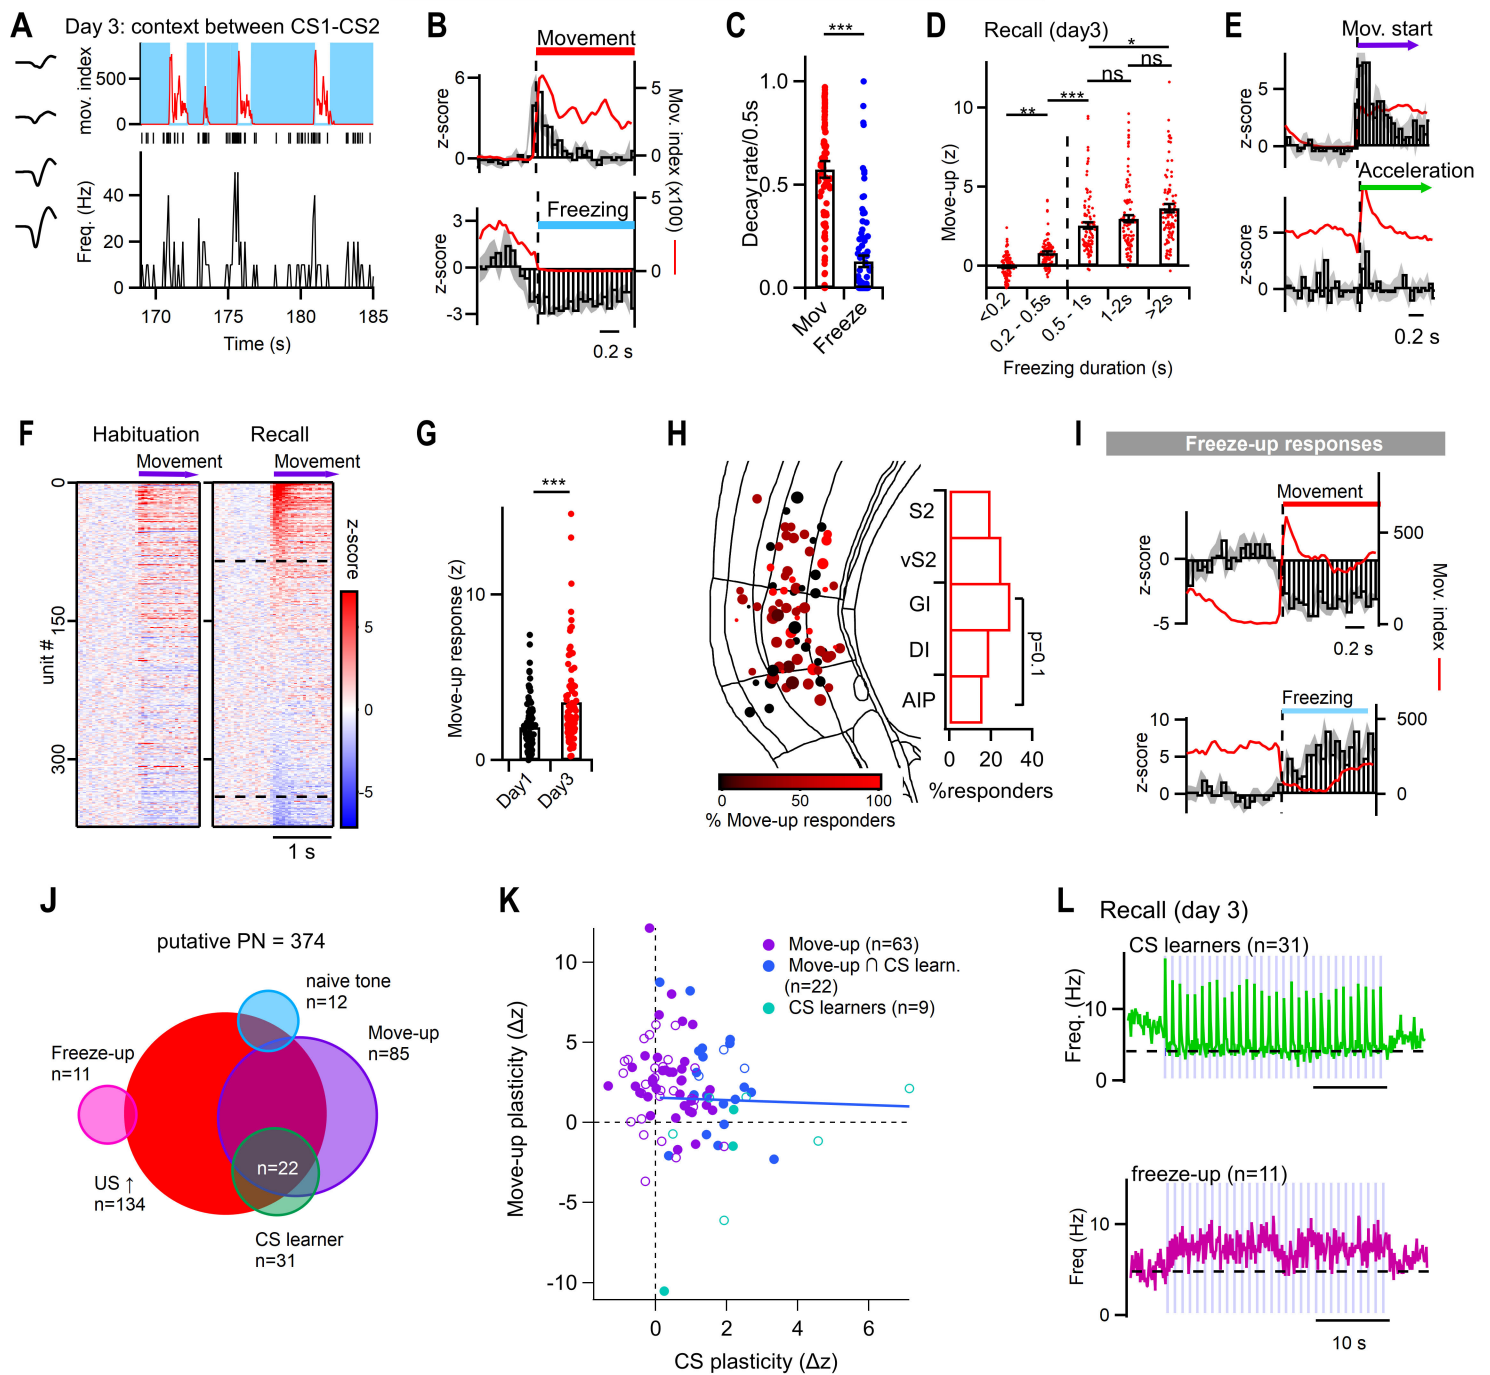 A
Day 3: context between CS1-CS2
mov. index
500
0
Freq. (Hz)
40
20
0
170
175
180
185
Time (s)
B
Movement
z-score
6
0
5
0
Mov. index (x100)
Freezing
z-score
3
0
-3
5
0
0.2 s
C
***
Decay rate/0.5s
1.0
0.5
0.0
Mov
Freeze
D
Recall (day3)
*
ns
ns
***
**
Move-up (z)
10
5
0
<0.2
0.2 - 0.5s
0.5 - 1s
1-2s
>2s
Freezing duration (s)
E
Mov. start
z-score
5
0
Acceleration
z-score
5
0
0.2 s
F
Habituation
Recall
Movement
Movement
unit #
0
150
300
z-score
5
0
-5
1 s
G
***
Move-up response (z)
10
0
Day1
Day3
H
S2
vS2
GI
DI
AIP
p=0.1
0
20
40
%responders
0
50
100
% Move-up responders
I
Freeze-up responses
Movement
z-score
0
-5
500
0
0.2 s
Mov. index
Freezing
z-score
10
5
0
500
0
J
putative PN = 374
naive tone
n=12
Move-up
n=85
Freeze-up
n=11
n=22
US ↑
n=134
CS learner
n=31
K
Move-up (n=63)
Move-up ∩ CS learn.
(n=22)
CS learners (n=9)
Move-up plasticity (Δz)
10
5
0
-5
-10
0
2
4
6
CS plasticity (Δz)
L
Recall (day 3)
CS learners (n=31)
Freq. (Hz)
10
0
freeze-up (n=11)
Freq (Hz)
10
0
10 s